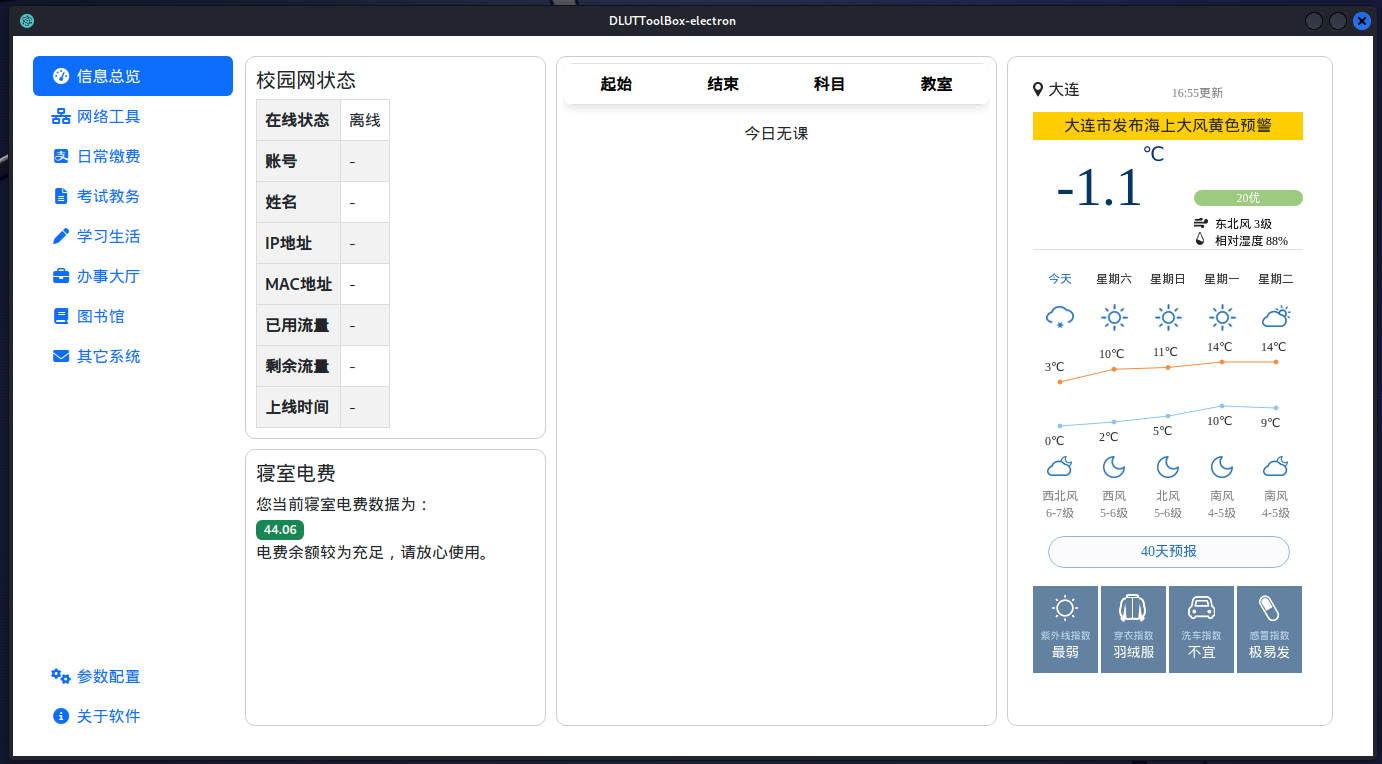 DLUTToolBox-electron
信息总览
网络工具
日常缴费
考试教务
学习生活
办事大厅
图书馆
其它系统
参数配置
关于软件
校园网状态
在线状态 离线
账号 -
姓名 -
IP地址 -
MAC地址 -
已用流量 -
剩余流量 -
上线时间 -
寝室电费
您当前寝室电费数据为：
44.06
电费余额较为充足，请放心使用。
起始 结束 科目 教室
今日无课
大连 16:55更新
大连市发布海上大风黄色预警
-1.1℃
20优
东北风 3级
相对湿度 88%
今天 星期六 星期日 星期一 星期二
3℃ 10℃ 11℃ 14℃ 14℃
0℃ 2℃ 5℃ 10℃ 9℃
西北风 西风 北风 南风 南风
6-7级 5-6级 5-6级 4-5级 4-5级
40天预报
紫外线指数 穿衣指数 洗车指数 感冒指数
最弱 羽绒服 不宜 极易发